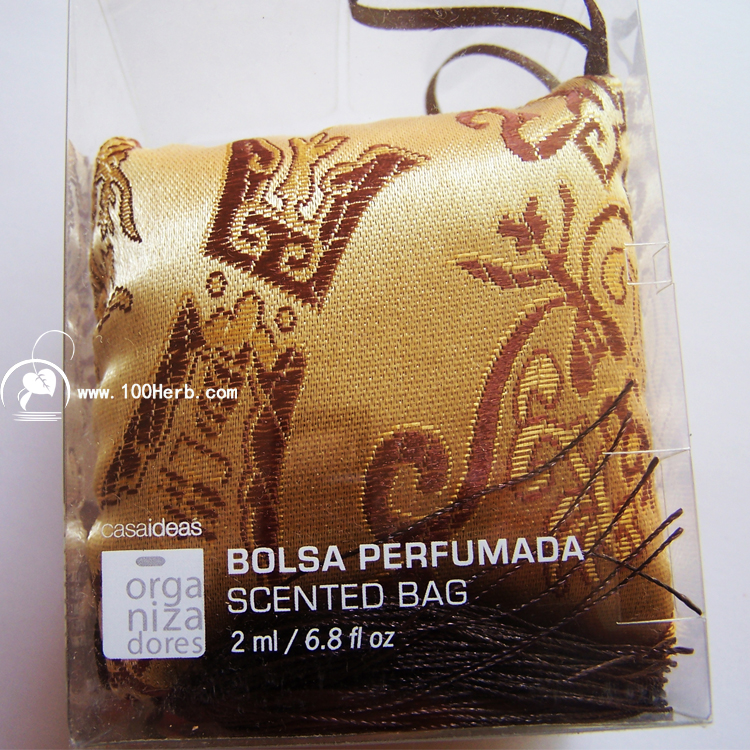 www.100Herb.com
casaideas
orga
niza
dores
BOLSA PERFUMADA
SCENTED BAG
2 ml / 6.8 fl oz